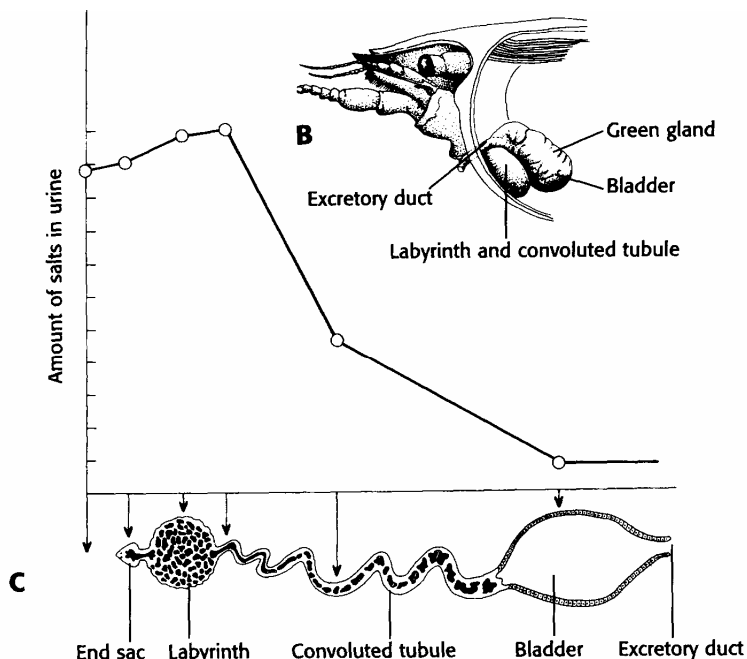 B
Green gland
Bladder
Excretory duct
Labyrinth and convoluted tubule
Amount of salts in urine
C
End sac
Labyrinth
Convoluted tubule
Bladder
Excretory duct